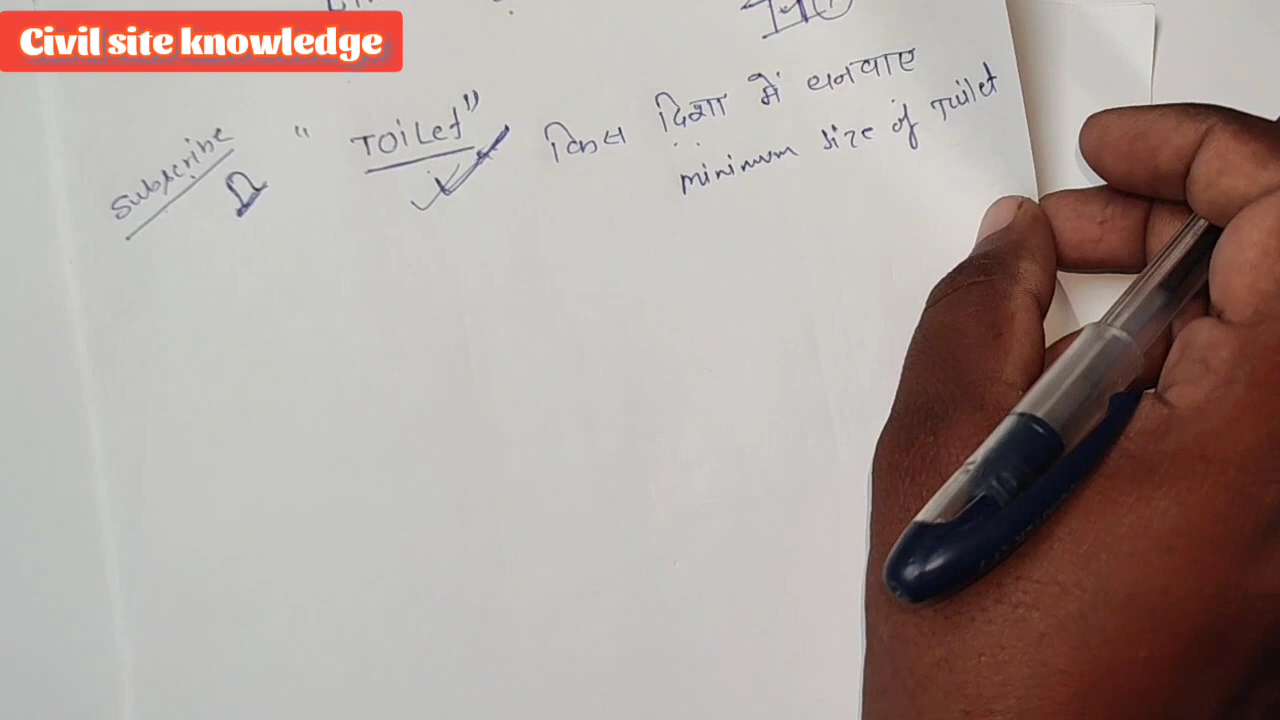 Civil site knowledge
Subscribe
" TOiLet" किस दिशा में बनवाए
minimum size of Toilet